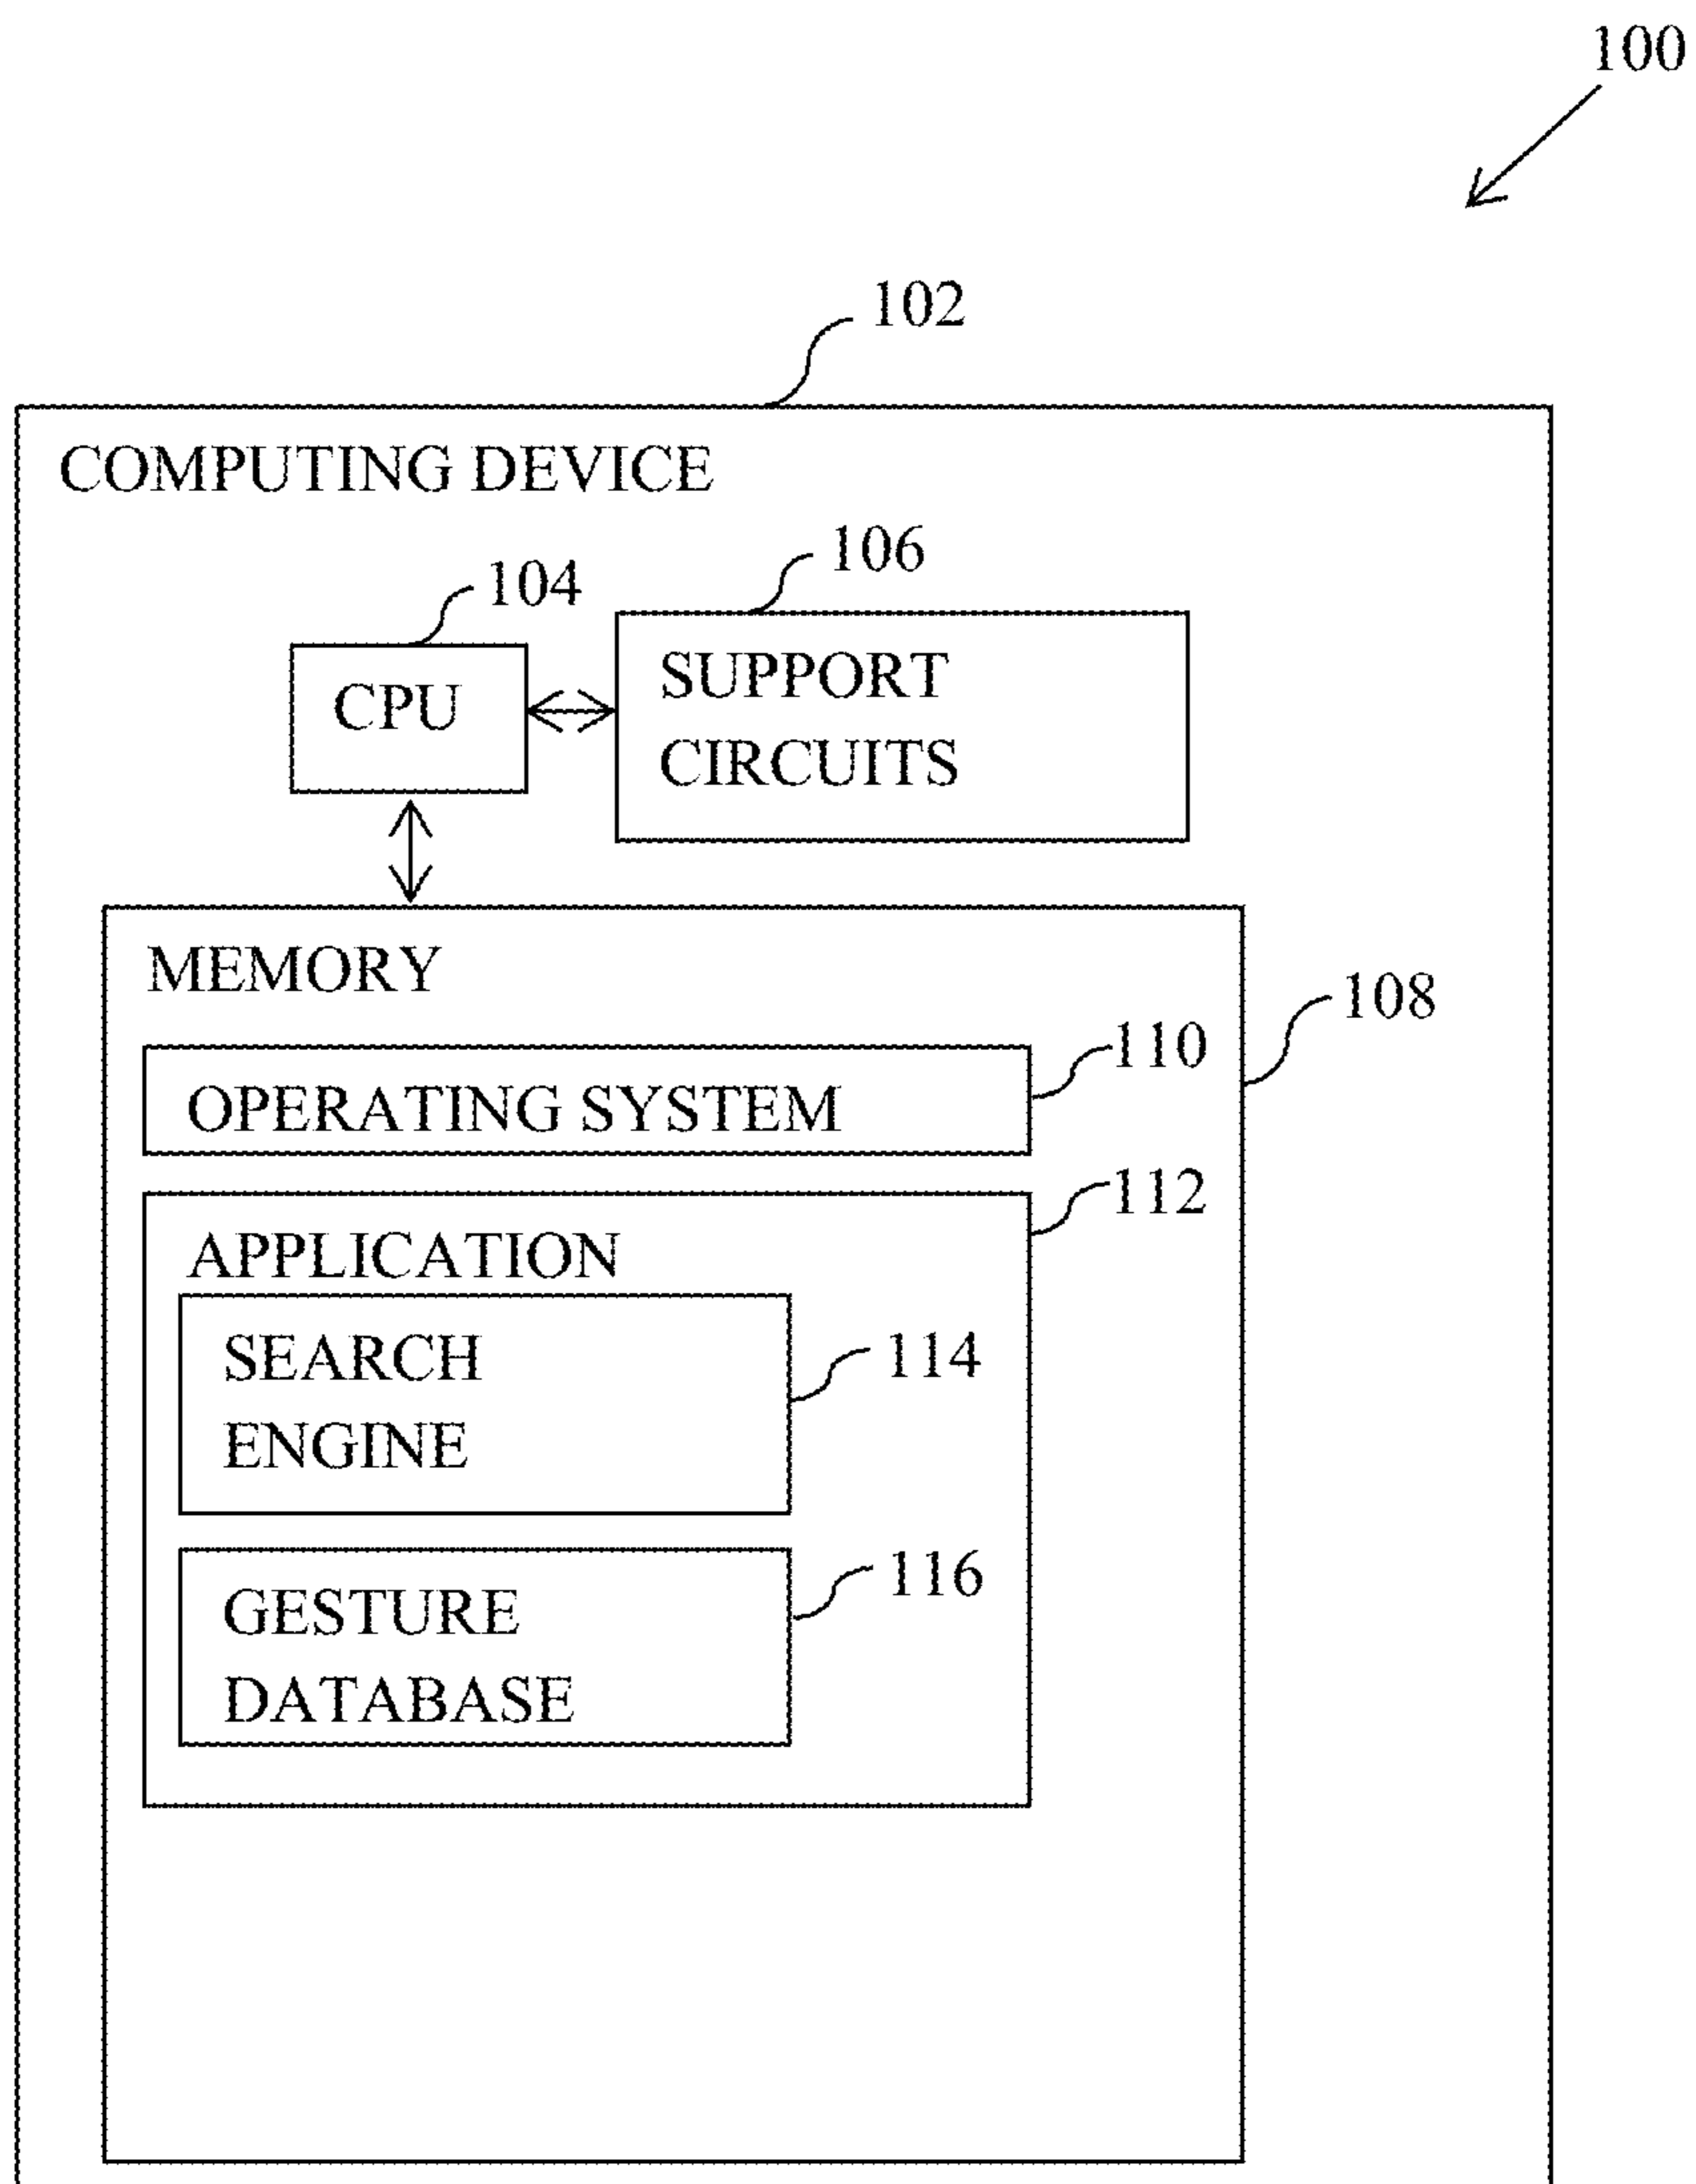 100
102
COMPUTING DEVICE
106
104
CPU
SUPPORT
CIRCUITS
MEMORY
108
110
OPERATING SYSTEM
112
APPLICATION
SEARCH
ENGINE
114
116
GESTURE
DATABASE